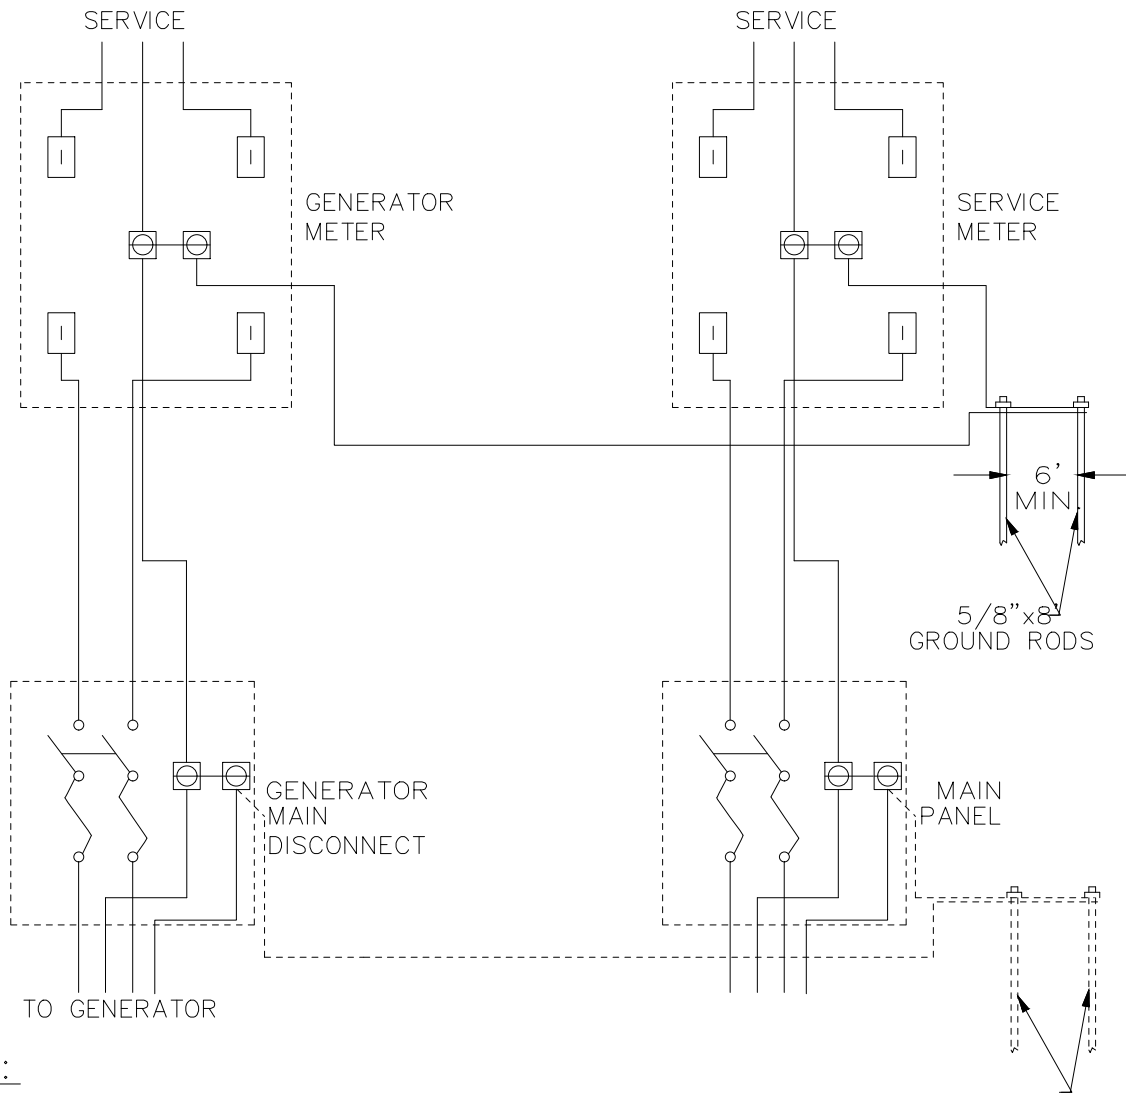 SERVICE
SERVICE
GENERATOR
METER
SERVICE
METER
6'
MIN.
5/8"x8'
GROUND RODS
GENERATOR
MAIN
DISCONNECT
MAIN
PANEL
TO GENERATOR
: